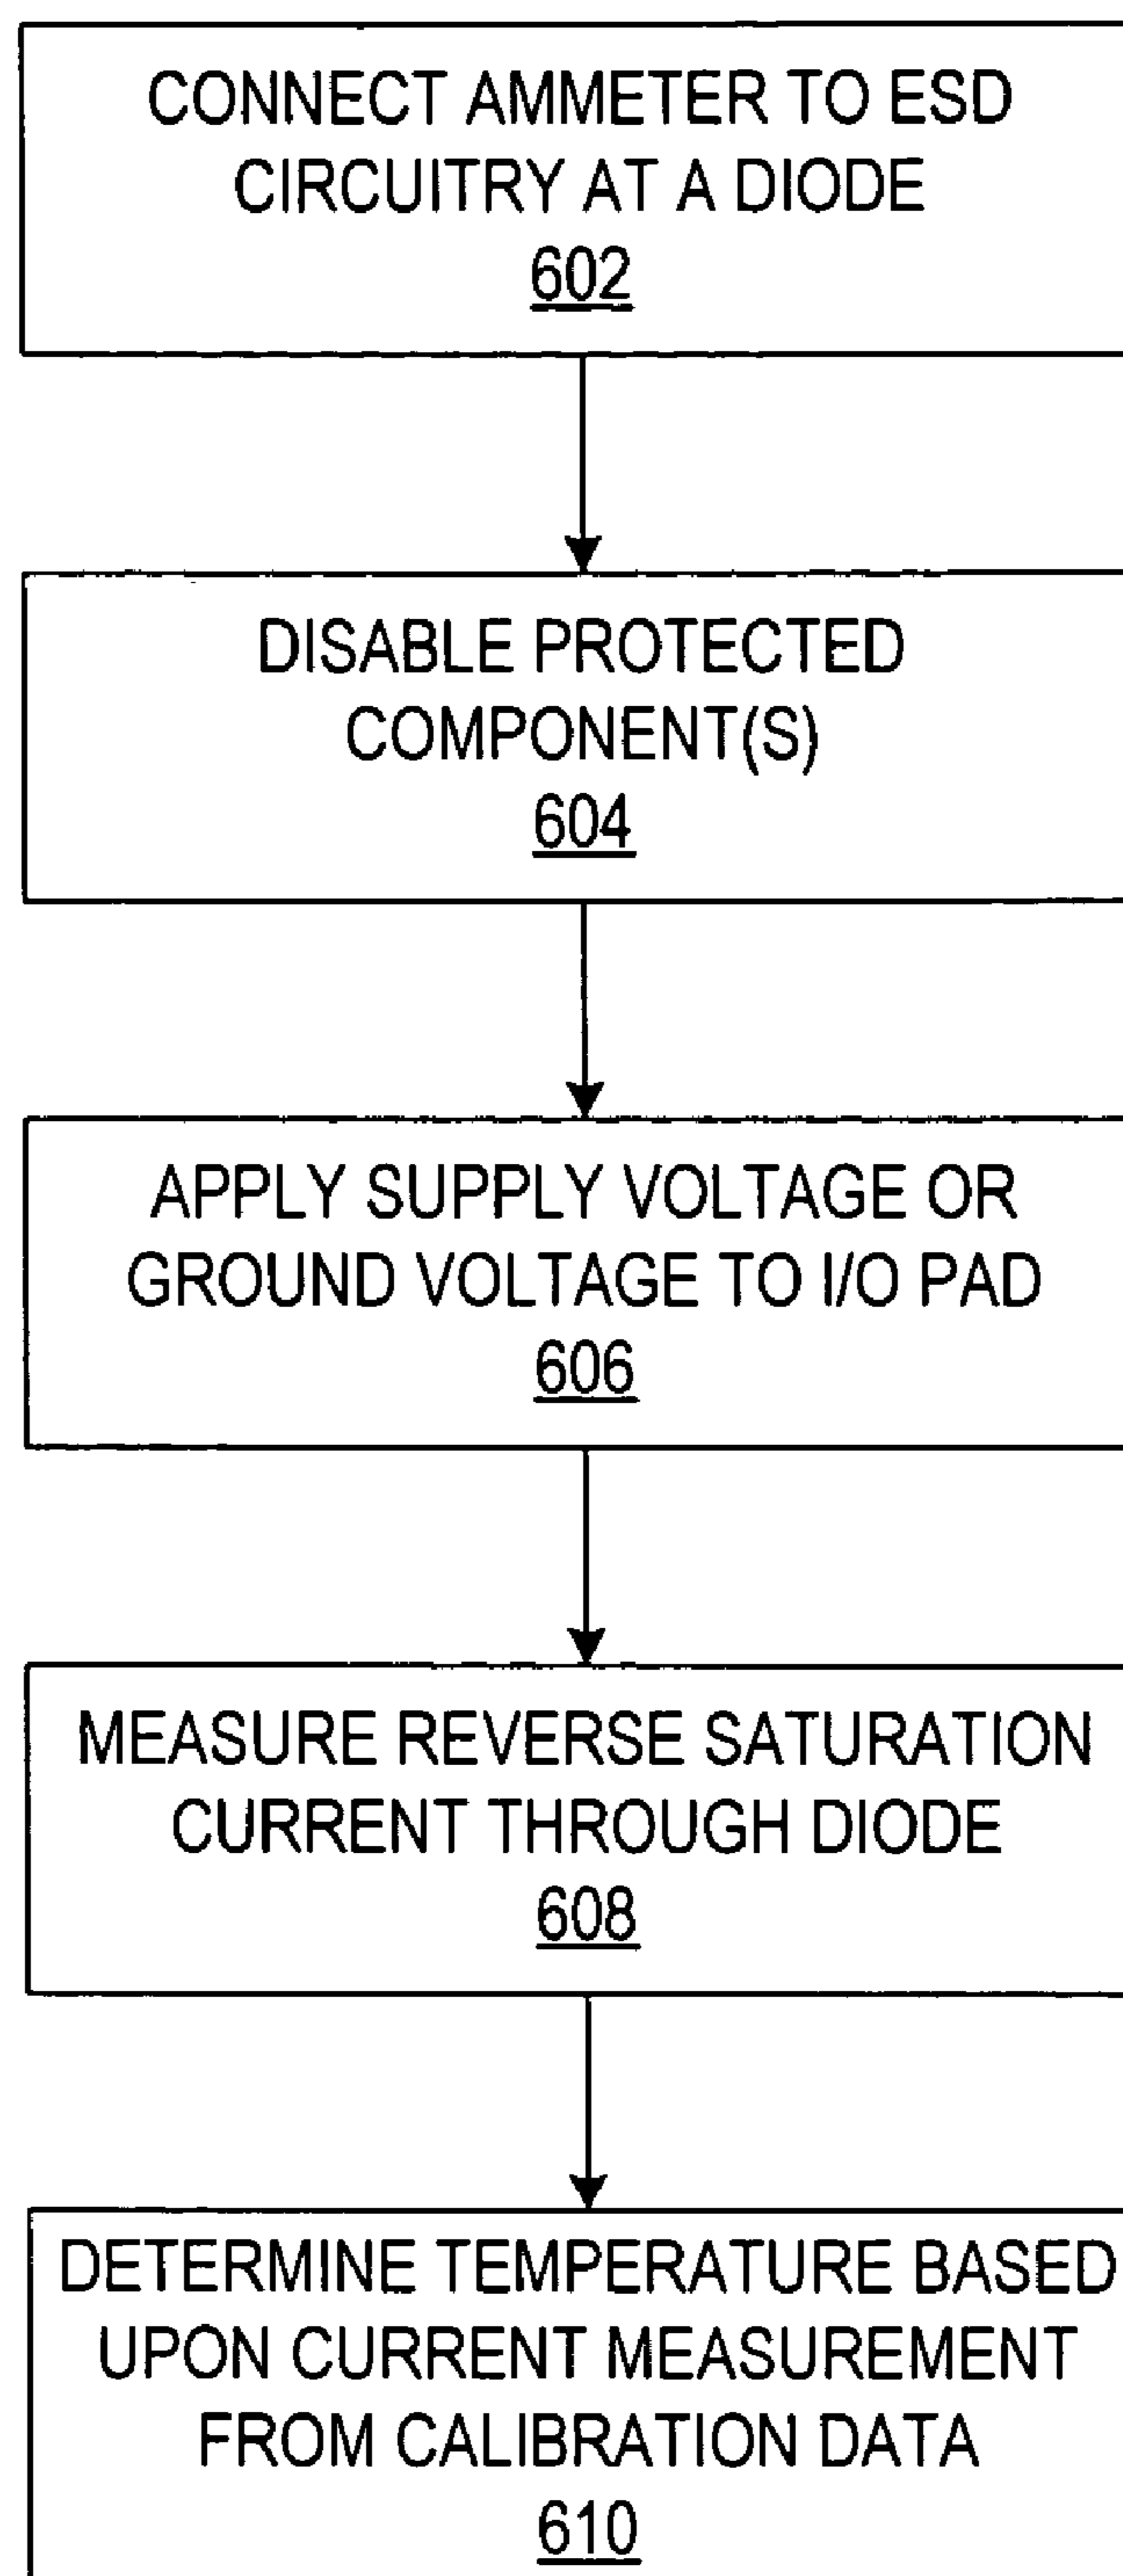 CONNECT AMMETER TO ESD
CIRCUITRY AT A DIODE
602
DISABLE PROTECTED
COMPONENT(S)
604
APPLY SUPPLY VOLTAGE OR
GROUND VOLTAGE TO I/O PAD
606
MEASURE REVERSE SATURATION
CURRENT THROUGH DIODE
608
DETERMINE TEMPERATURE BASED
UPON CURRENT MEASUREMENT
FROM CALIBRATION DATA
610